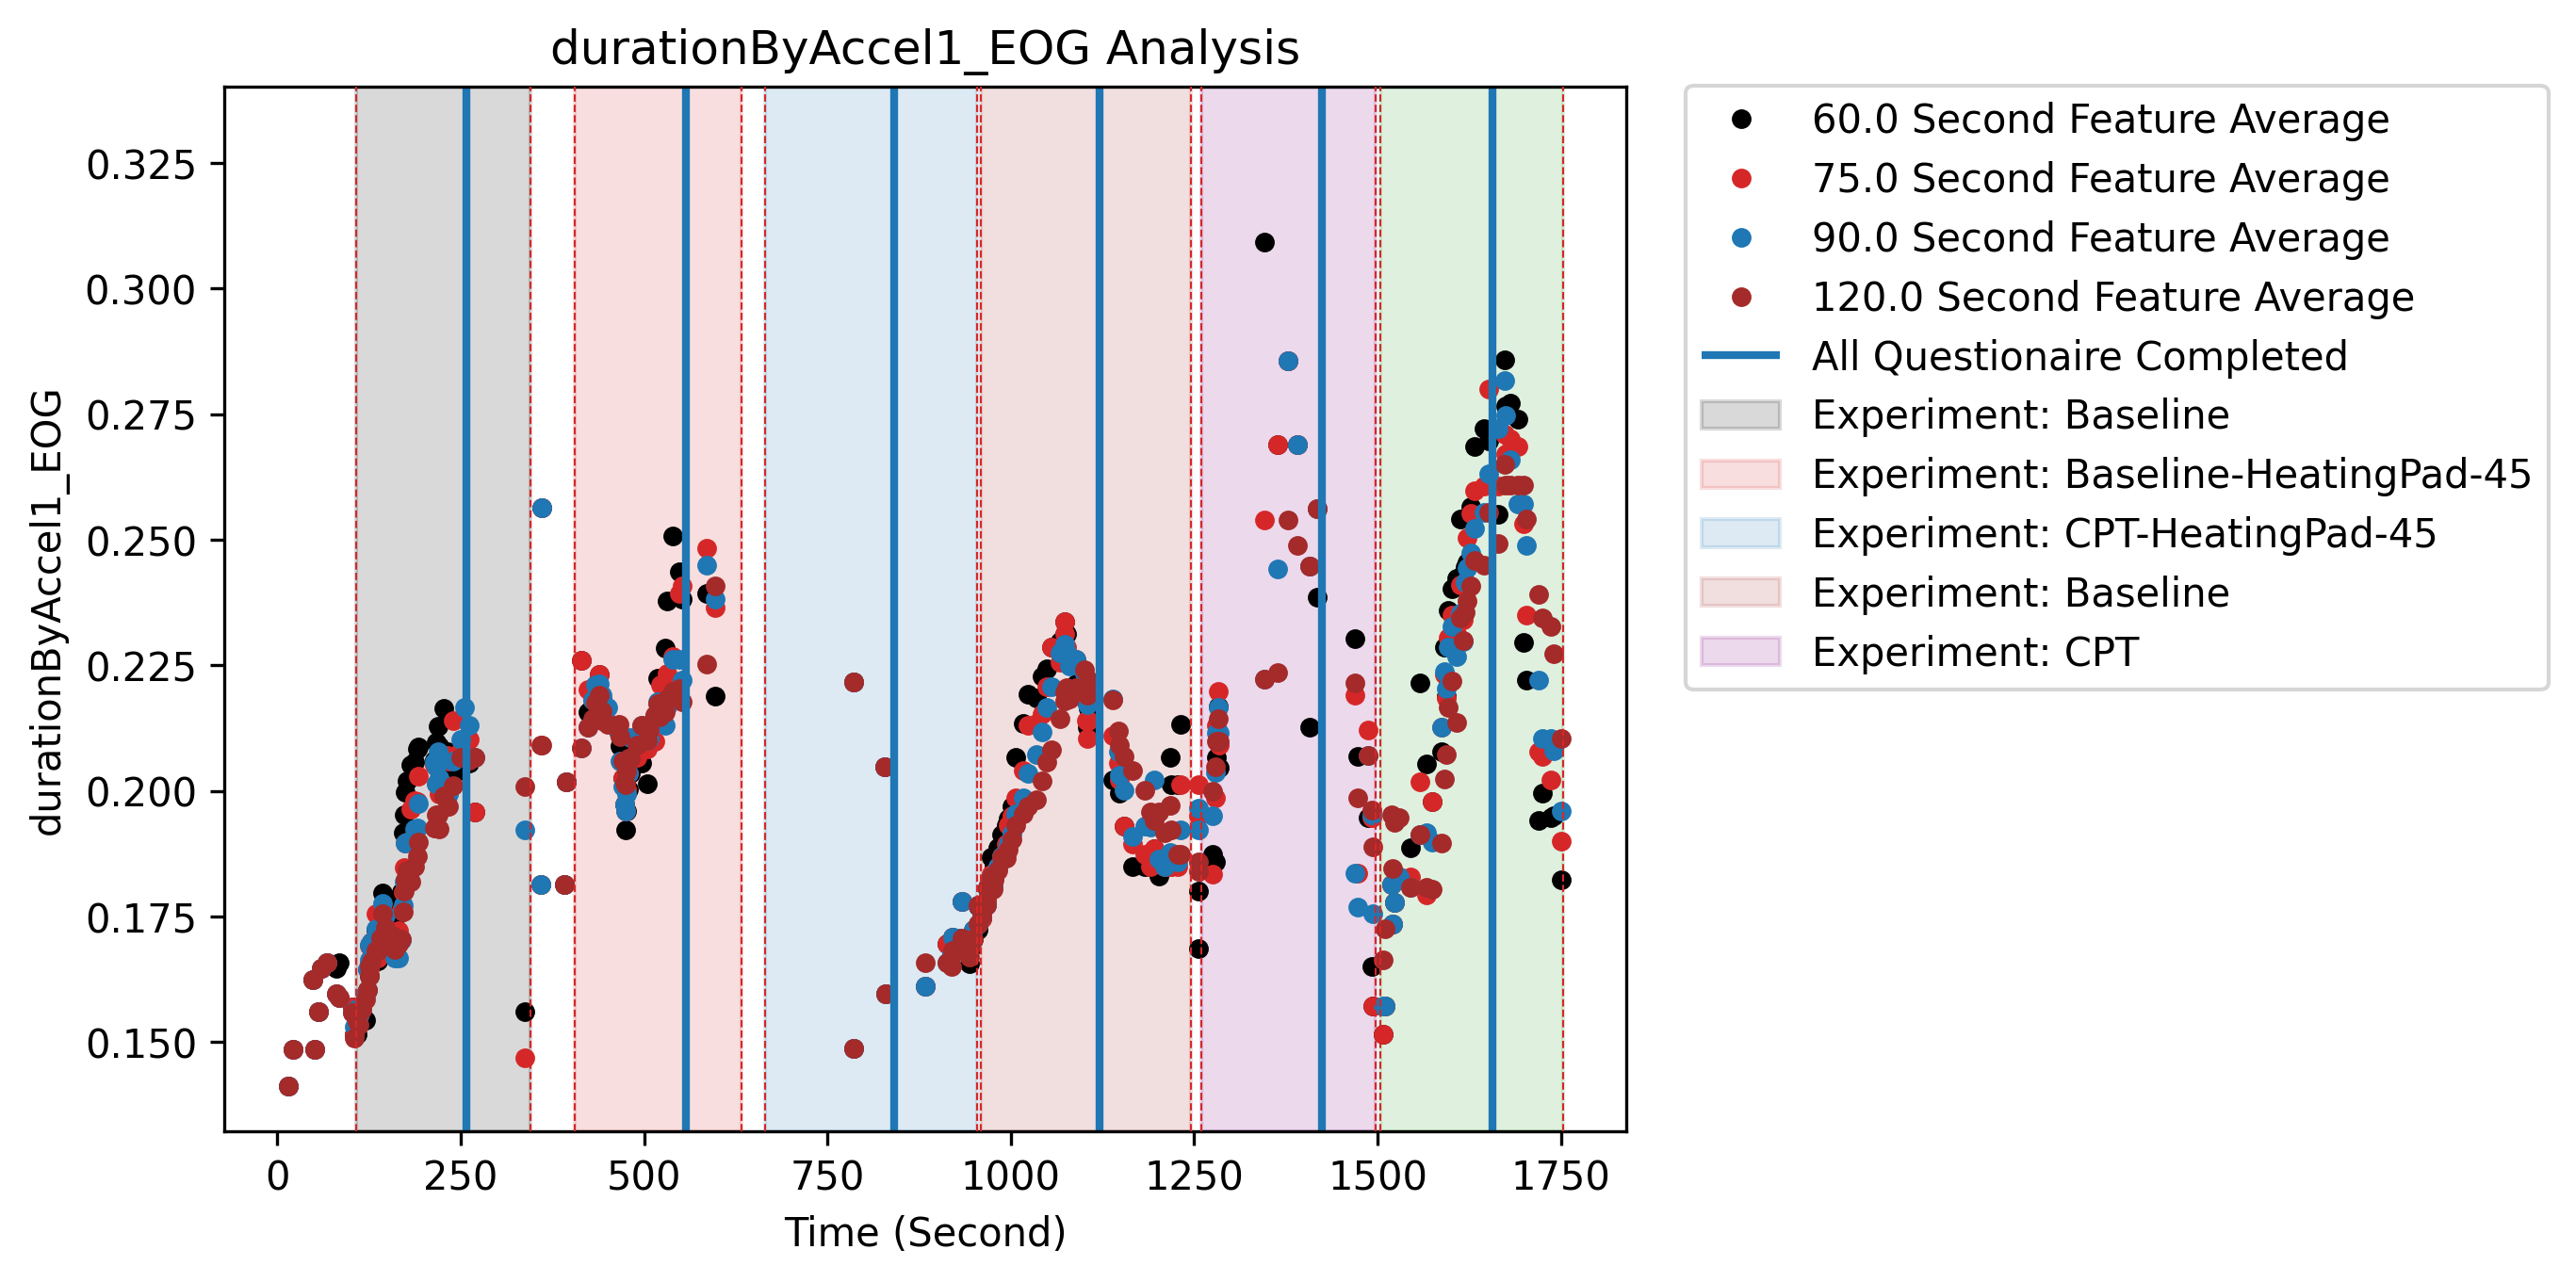 durationByAccel1_EOG Analysis
durationByAccel1_EOG
0.325
0.300
0.275
0.250
0.225
0.200
0.175
0.150
0 250 500 750 1000 1250 1500 1750
Time (Second)
60.0 Second Feature Average
75.0 Second Feature Average
90.0 Second Feature Average
120.0 Second Feature Average
All Questionaire Completed
Experiment: Baseline
Experiment: Baseline-HeatingPad-45
Experiment: CPT-HeatingPad-45
Experiment: Baseline
Experiment: CPT